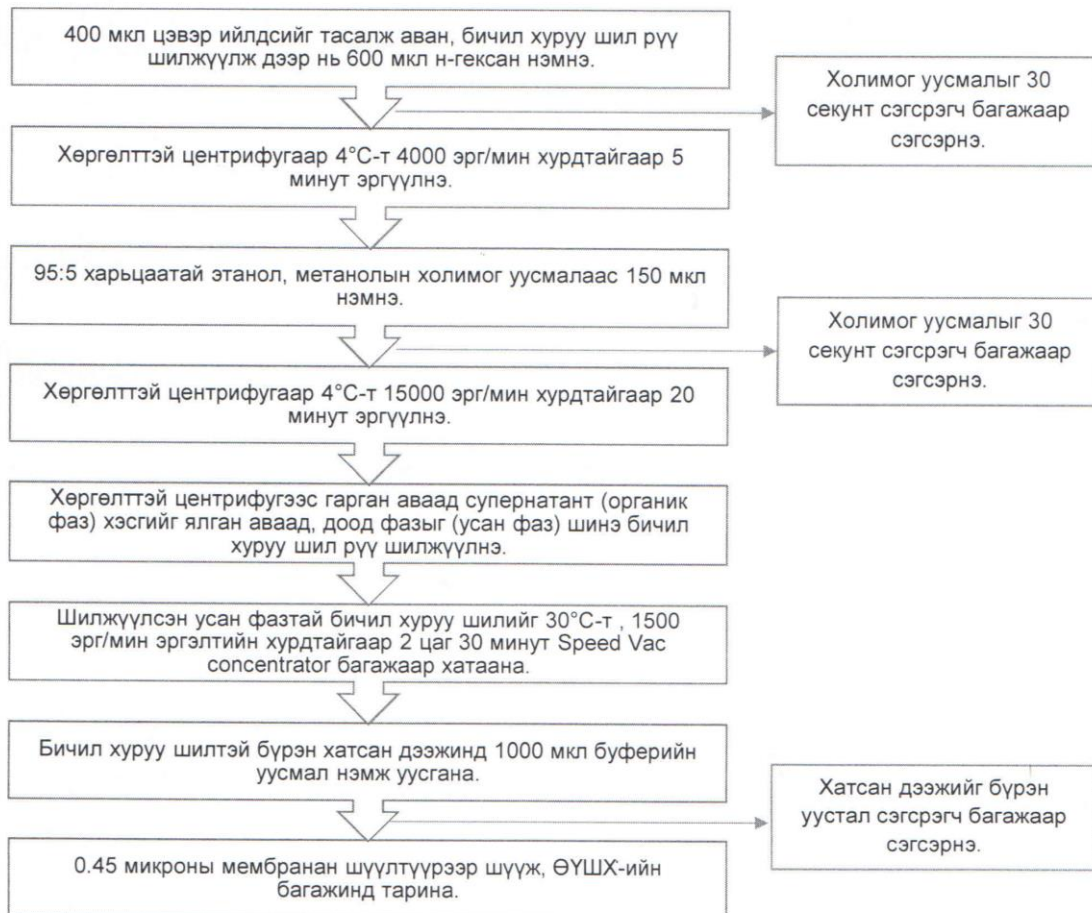 400 мкл цэвэр ийлдсийг тасалж аван, бичил хуруу шил рүү
шилжүүлж дээр нь 600 мкл н-гексан нэмнэ.
Холимог уусмалыг 30
секунт сэгсрэгч багажаар
сэгсэрнэ.
Хөргөлттэй центрифугаар 4°С-т 4000 эрг/мин хурдтайгаар 5
минут эргүүлнэ.
95:5 харьцаатай этанол, метанолын холимог уусмалаас 150 мкл
нэмнэ.
Холимог уусмалыг 30
секунт сэгсрэгч багажаар
сэгсэрнэ.
Хөргөлттэй центрифугаар 4°С-т 15000 эрг/мин хурдтайгаар 20
минут эргүүлнэ.
Хөргөлттэй центрифугээс гарган аваад супернатант (органик
фаз) хэсгийг ялган аваад, доод фазыг (усан фаз) шинэ бичил
хуруу шил рүү шилжүүлнэ.
Шилжүүлсэн усан фазтай бичил хуруу шилийг 30°С-т , 1500
эрг/мин эргэлтийн хурдтайгаар 2 цаг 30 минут Speed Vac
concentrator багажаар хатаана.
Бичил хуруу шилтэй бүрэн хатсан дээжинд 1000 мкл буферийн
уусмал нэмж уусгана.
Хатсан дээжийг бүрэн
уустал сэгсрэгч багажаар
сэгсэрнэ.
0.45 микроны мембранан шүүлтүүрээр шүүж, ӨҮШХ-ийн
багажинд тарина.